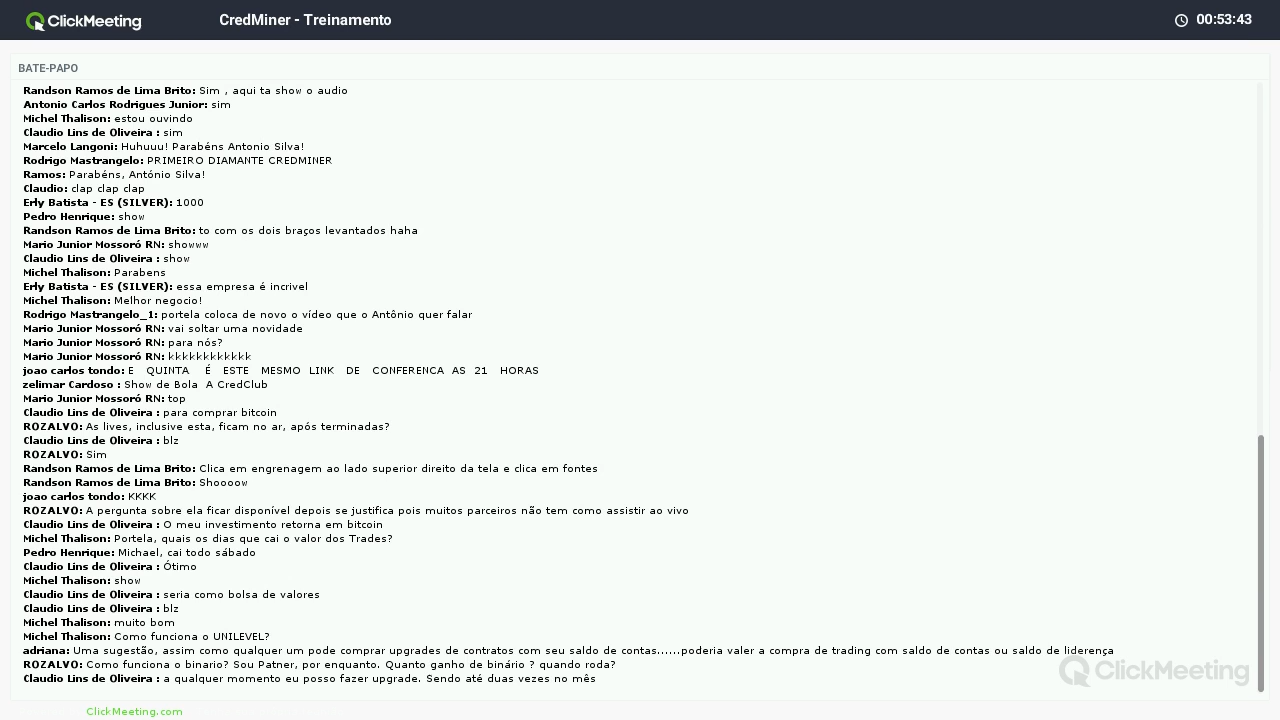 ClickMeeting
CredMiner - Treinamento
00:53:43
BATE-PAPO
Randson Ramos de Lima Brito: Sim , aqui ta show o audio
Antonio Carlos Rodrigues Junior: sim
Michel Thalison: estou ouvindo
Claudio Lins de Oliveira : sim
Marcelo Langoni: Huhuuu! Parabéns Antonio Silva!
Rodrigo Mastrangelo: PRIMEIRO DIAMANTE CREDMINER
Ramos: Parabéns, António Silva!
Claudio: clap clap clap
Erly Batista - ES (SILVER): 1000
Pedro Henrique: show
Randson Ramos de Lima Brito: to com os dois braços levantados haha
Mario Junior Mossoró RN: showww
Claudio Lins de Oliveira : show
Michel Thalison: Parabens
Erly Batista - ES (SILVER): essa empresa é incrivel
Michel Thalison: Melhor negocio!
Rodrigo Mastrangelo_1: portela coloca de novo o vídeo que o Antônio quer falar
Mario Junior Mossoró RN: vai soltar uma novidade
Mario Junior Mossoró RN: para nós?
Mario Junior Mossoró RN: kkkkkkkkkkkk
joao carlos tondo: E QUINTA É ESTE MESMO LINK DE CONFERENCA AS 21 HORAS
zelimar Cardoso : Show de Bola A CredClub
Mario Junior Mossoró RN: top
Claudio Lins de Oliveira : para comprar bitcoin
ROZALVO: As lives, inclusive esta, ficam no ar, após terminadas?
Claudio Lins de Oliveira : blz
ROZALVO: Sim
Randson Ramos de Lima Brito: Clica em engrenagem ao lado superior direito da tela e clica em fontes
Randson Ramos de Lima Brito: Shoooow
joao carlos tondo: KKKK
ROZALVO: A pergunta sobre ela ficar disponível depois se justifica pois muitos parceiros não tem como assistir ao vivo
Claudio Lins de Oliveira : O meu investimento retorna em bitcoin
Michel Thalison: Portela, quais os dias que cai o valor dos Trades?
Pedro Henrique: Michael, cai todo sábado
Claudio Lins de Oliveira : Ótimo
Michel Thalison: show
Claudio Lins de Oliveira : seria como bolsa de valores
Claudio Lins de Oliveira : blz
Michel Thalison: muito bom
Michel Thalison: Como funciona o UNILEVEL?
adriana: Uma sugestão, assim como qualquer um pode comprar upgrades de contratos com seu saldo de contas......poderia valer a compra de trading com saldo de contas ou saldo de liderença
ROZALVO: Como funciona o binario? Sou Patner, por enquanto. Quanto ganho de binário ? quando roda?
Claudio Lins de Oliveira : a qualquer momento eu posso fazer upgrade. Sendo até duas vezes no mês
ClickMeeting
ClickMeeting.com